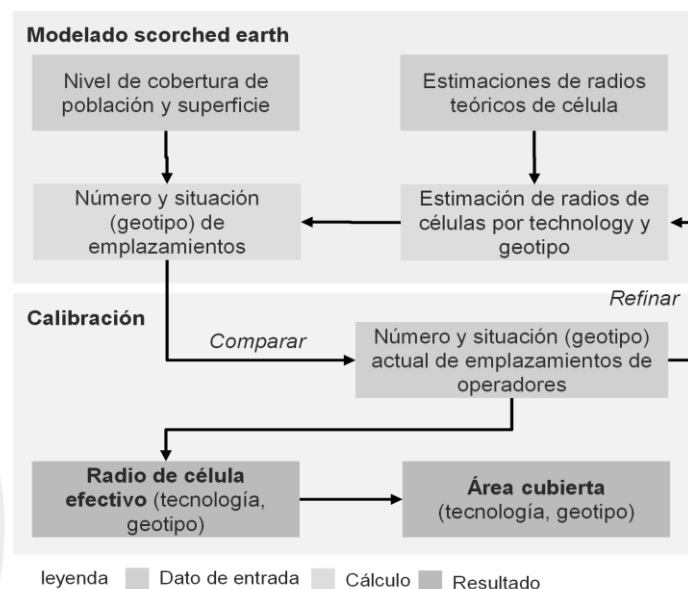 Modelado scorched earth
Nivel de cobertura de
población y superficie
Estimaciones de radios
teóricos de célula
Número y situación
(geotipo) de
emplazamientos
Estimación de radios de
células por technology y
geotipo
Refinar
Calibración
Comparar
Número y situación (geotipo)
actual de emplazamientos de
operadores
Radio de célula
efectivo (tecnología,
geotipo)
Área cubierta
(tecnología, geotipo)
leyenda Dato de entrada Cálculo Resultado